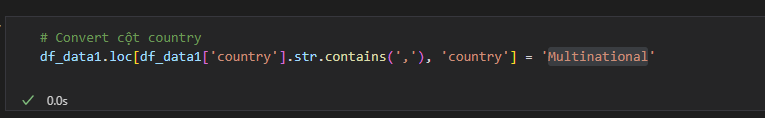 # Convert cột country
df_data1.loc[df_data1['country'].str.contains(','), 'country'] = 'Multinational'
0.0s